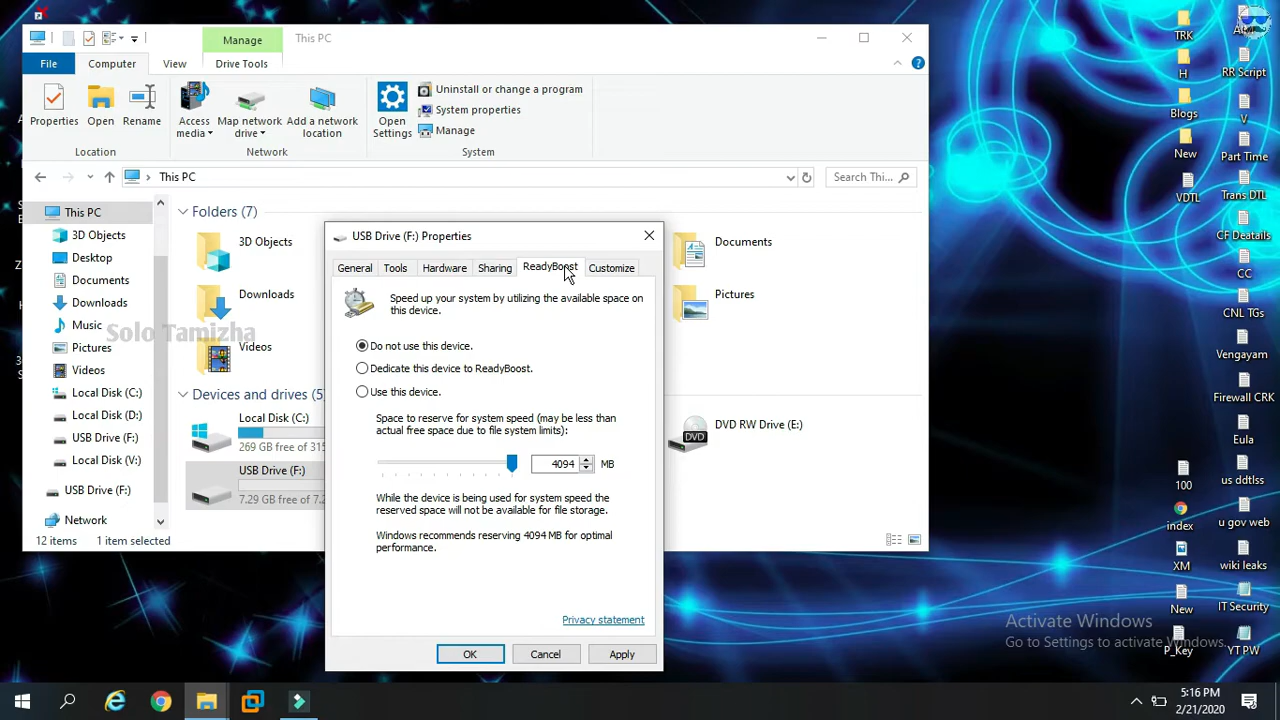 Manage
This PC
File
Computer
View
Drive Tools
Properties
Open
Rename
Access
media
Map network
drive
Add a network
location
Open
Settings
Uninstall or change a program
System properties
Manage
Location
Network
System
This PC
Search Thi...
This PC
3D Objects
Desktop
Documents
Downloads
Music
Pictures
Videos
Local Disk (C:)
Local Disk (D:)
USB Drive (F:)
Local Disk (V:)
USB Drive (F:)
Network
Solo Tamizha
Folders (7)
3D Objects
Downloads
Videos
Documents
Pictures
Devices and drives (5)
Local Disk (C:)
269 GB free of 315
USB Drive (F:)
7.29 GB free of 7.2
DVD
DVD RW Drive (E:)
12 items
1 item selected
USB Drive (F:) Properties
General
Tools
Hardware
Sharing
ReadyBoost
Customize
Speed up your system by utilizing the available space on
this device.
Do not use this device.
Dedicate this device to ReadyBoost.
Use this device.
Space to reserve for system speed (may be less than
actual free space due to file system limits):
4094
MB
While the device is being used for system speed the
reserved space will not be available for file storage.
Windows recommends reserving 4094 MB for optimal
performance.
Privacy statement
OK
Cancel
Apply
TRK
H
Blogs
New
VDTL
100
index
XM
New
P_Key
RR Script
V
Part Time
Trans DTL
CF Deatails
CC
CNL TGs
Vengayam
Firewall CRK
Eula
us ddtlss
u gov web
wiki leaks
IT Security
YT PW
Activate Windows
Go to Settings to activate Windows.
5:16 PM
2/21/2020